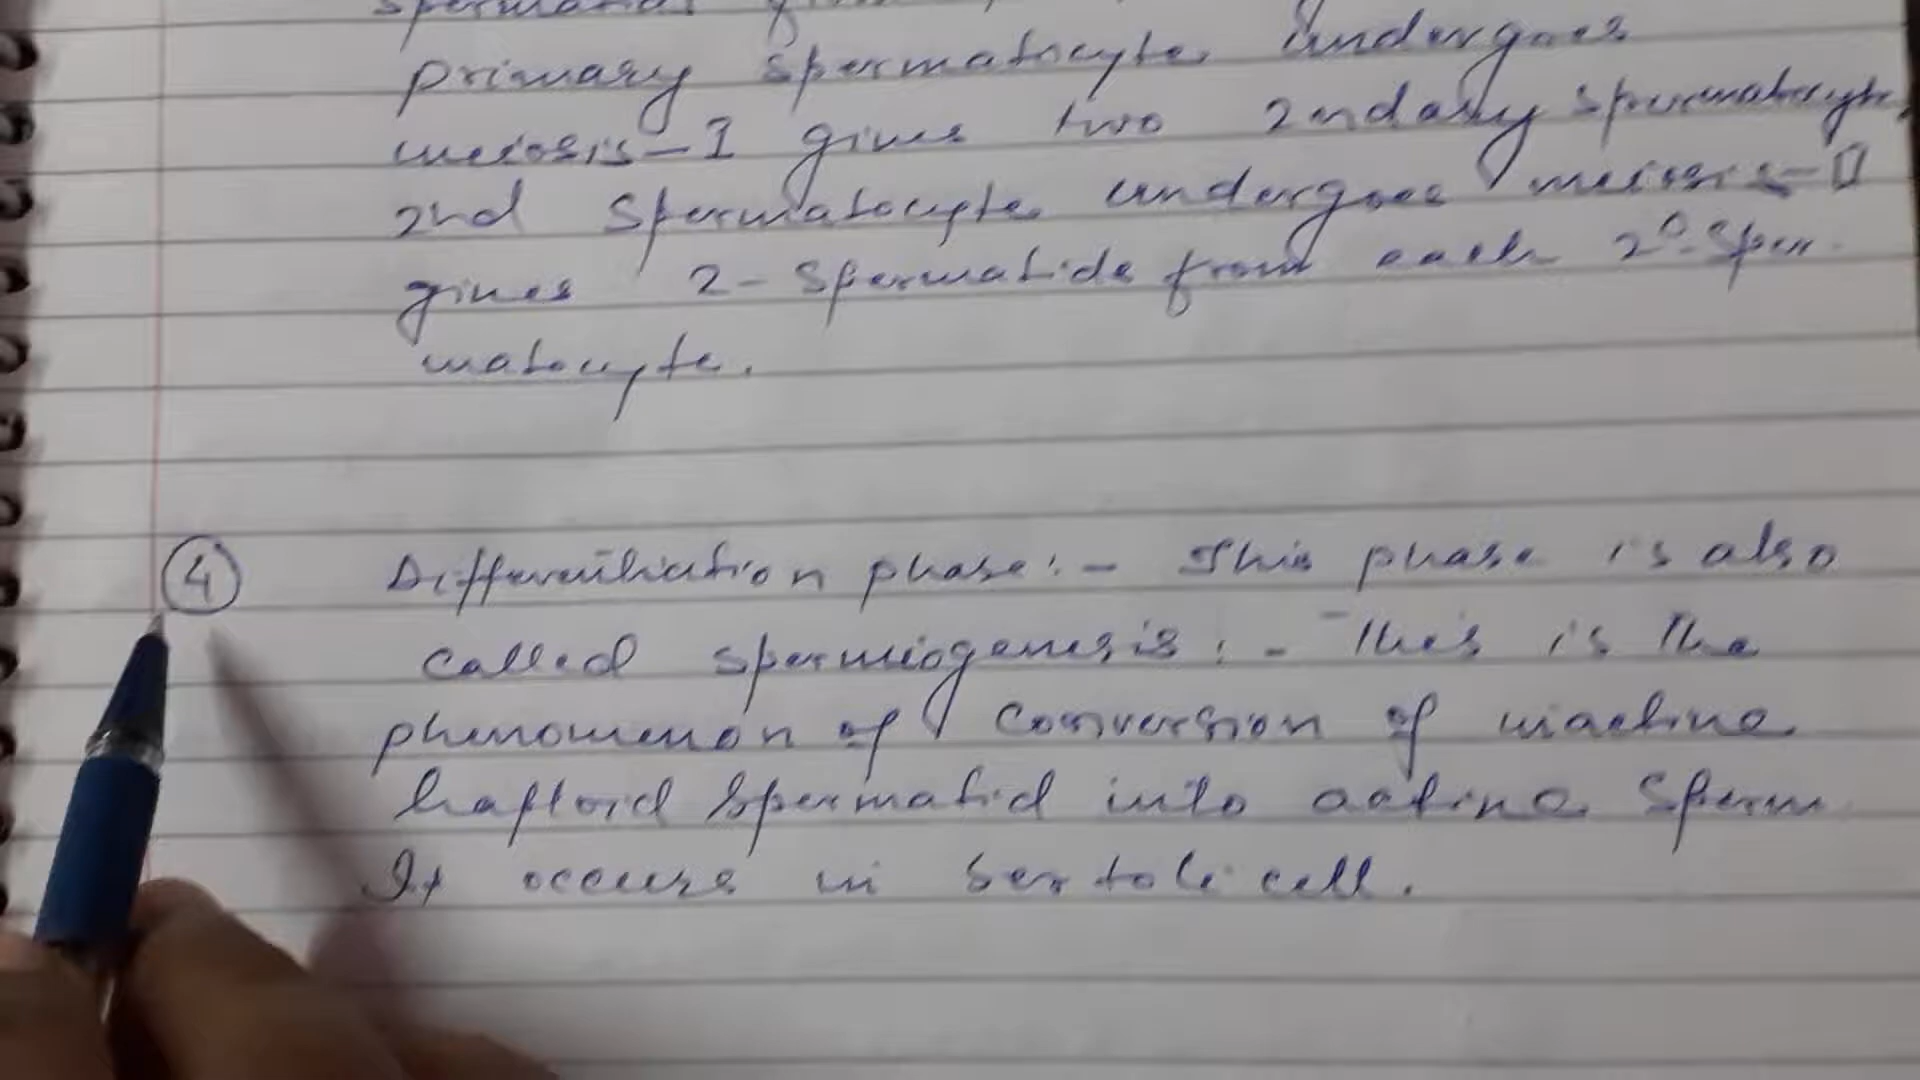 primary spermatocyte undergoes
meiosis-I gives two 2ndary spermatocyte,
2nd spermatocyte undergoes meiosis-II
gives 2-spermatids from each 2°-sper-
matocyte.
④ Differentiation phase:- This phase is also
called spermiogenesis:- This is the
phenomenon of conversion of inactive
haploid spermatid into active sperm
It occurs in sertoli cell.